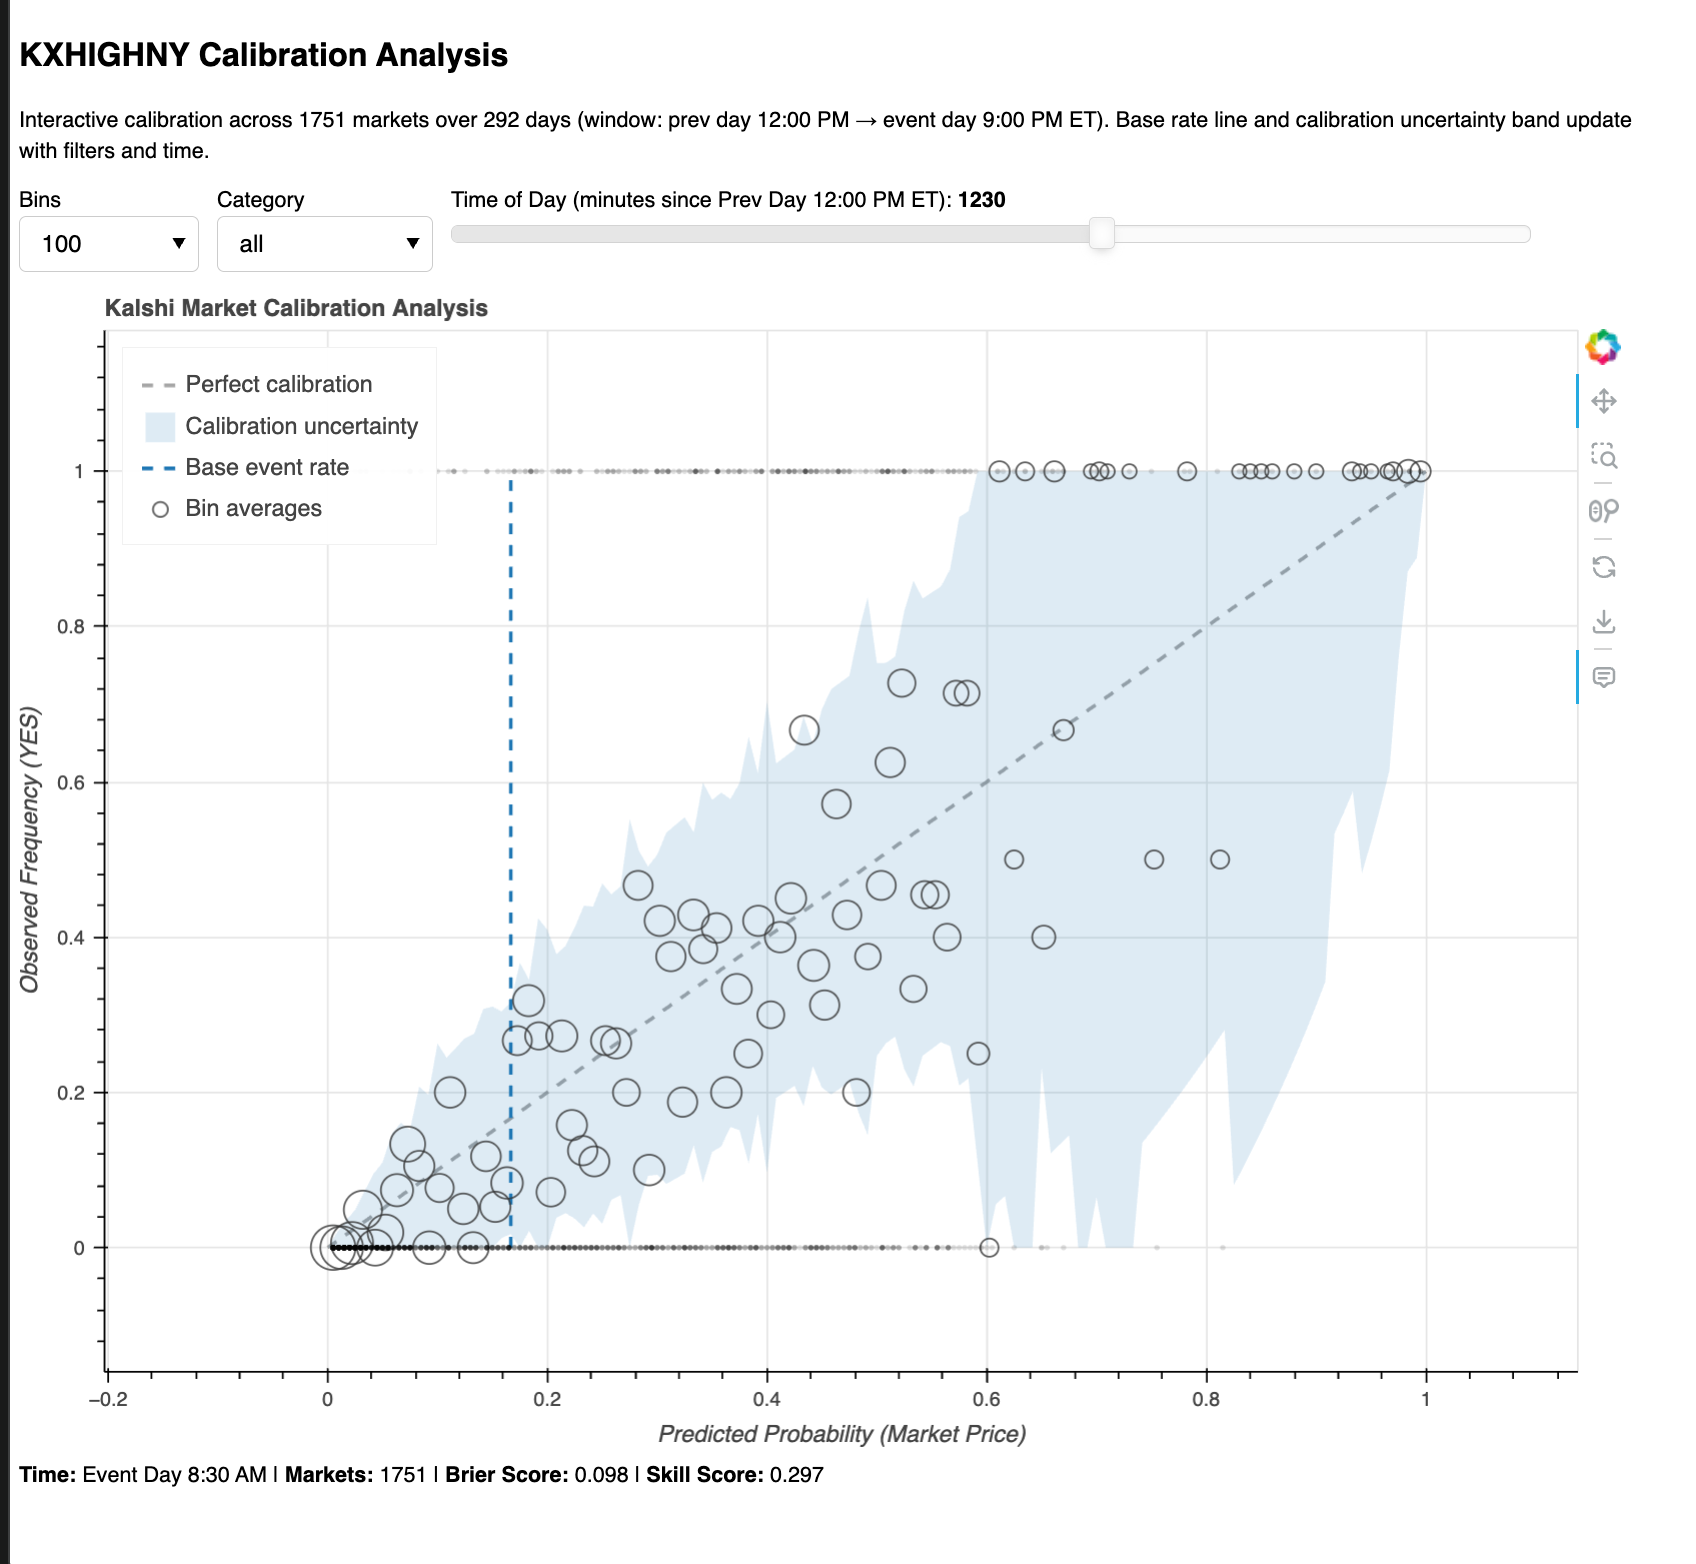 KXHIGHNY Calibration Analysis
Interactive calibration across 1751 markets over 292 days (window: prev day 12:00 PM → event day 9:00 PM ET). Base rate line and calibration uncertainty band update
with filters and time.
Bins
Category
Time of Day (minutes since Prev Day 12:00 PM ET): 1230
100
all
Kalshi Market Calibration Analysis
Perfect calibration
Calibration uncertainty
Base event rate
Bin averages
1
0.8
0.6
0.4
0.2
0
Observed Frequency (YES)
−0.2
0
0.2
0.4
0.6
0.8
1
Predicted Probability (Market Price)
Time: Event Day 8:30 AM | Markets: 1751 | Brier Score: 0.098 | Skill Score: 0.297